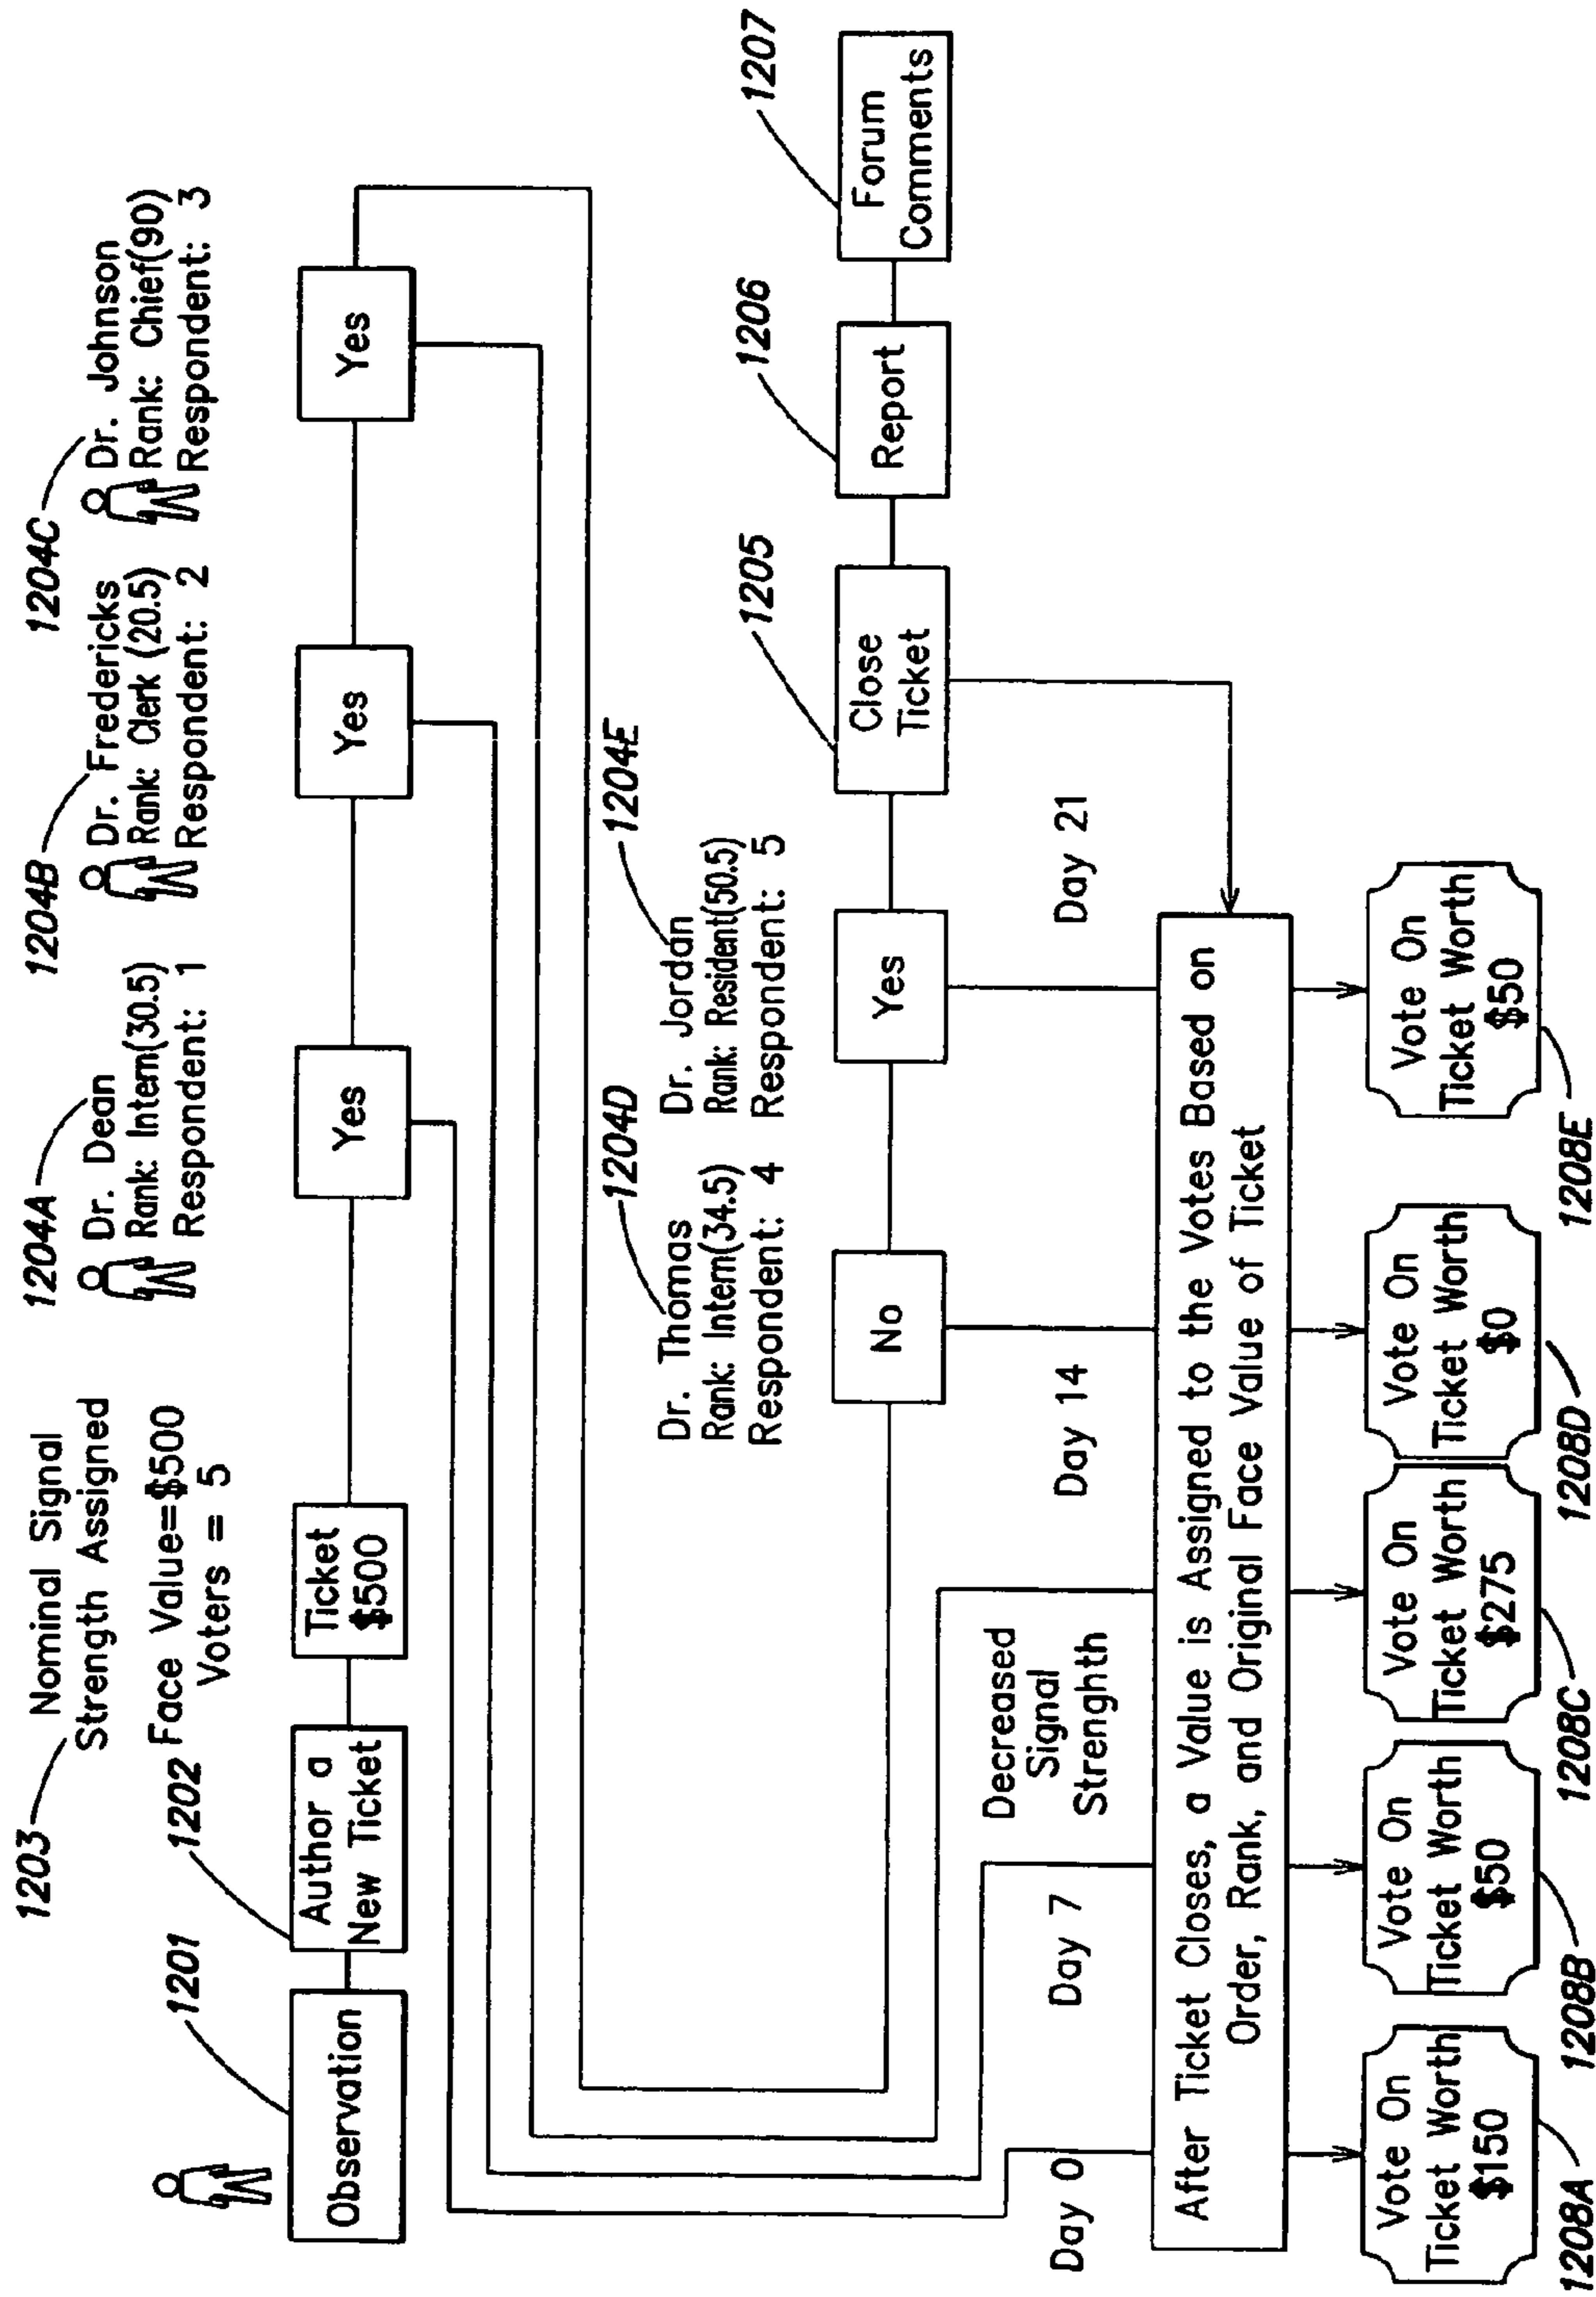 1203
Nominal Signal
Strength Assigned
1202
Face Value=$500
Voters = 5
1201
1204A
Dr. Dean
Rank: Intern(30.5)
Respondent: 1
1204B
Dr. Fredericks
Rank: Clerk (20.5)
Respondent: 2
1204C
Dr. Johnson
Rank: Chief(90)
Respondent: 3
Observation
Author a
New Ticket
Ticket
$500
Yes
Yes
Yes
1204D
Dr. Thomas
Rank: Intern(34.5)
Respondent: 4
1204E
Dr. Jordan
Rank: Resident(50.5)
Respondent: 5
1205
1206
1207
No
Yes
Close
Ticket
Report
Forum
Comments
Day 0
Day 7
Decreased
Signal
Strenghth
Day 14
Day 21
After Ticket Closes, a Value is Assigned to the Votes Based on
Order, Rank, and Original Face Value of Ticket
Vote On
Ticket Worth
$150
Vote On
Ticket Worth
$50
Vote On
Ticket Worth
$275
Vote On
Ticket Worth
$0
Vote On
Ticket Worth
$50
1208A
1208B
1208C
1208D
1208E